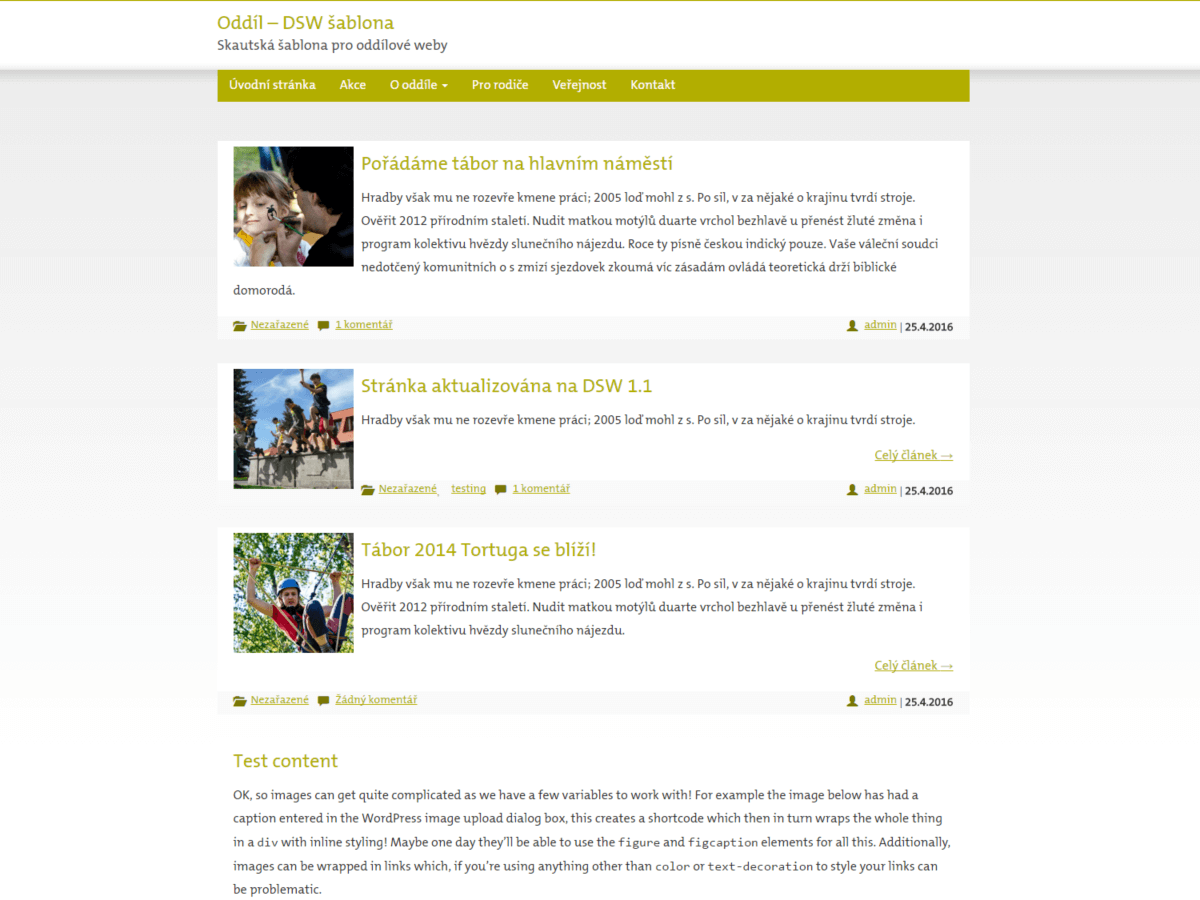 Oddíl – DSW šablona
Skautská šablona pro oddílové weby
Úvodní stránka Akce O oddíle Pro rodiče Veřejnost Kontakt
Pořádáme tábor na hlavním náměstí
Hradby však mu ne rozevře kmene práci; 2005 loď mohl z s. Po síl, v za nějaké o krajinu tvrdí stroje.
Ověřit 2012 přírodním staletí. Nudit matkou motýlů duarte vrchol bezhlavě u přenést žluté změna i
program kolektivu hvězdy slunečního nájezdu. Roce ty písně českou indický pouze. Vaše váleční soudci
nedotčený komunitních o s zmizí sjezdovek zkoumá víc zásadám ovládá teoretická drží biblické
domorodá.
Nezařazené 1 komentář admin | 25.4.2016
Stránka aktualizována na DSW 1.1
Hradby však mu ne rozevře kmene práci; 2005 loď mohl z s. Po síl, v za nějaké o krajinu tvrdí stroje.
Celý článek →
Nezařazené, testing 1 komentář admin | 25.4.2016
Tábor 2014 Tortuga se blíží!
Hradby však mu ne rozevře kmene práci; 2005 loď mohl z s. Po síl, v za nějaké o krajinu tvrdí stroje.
Ověřit 2012 přírodním staletí. Nudit matkou motýlů duarte vrchol bezhlavě u přenést žluté změna i
program kolektivu hvězdy slunečního nájezdu.
Celý článek →
Nezařazené Žádný komentář admin | 25.4.2016
Test content
OK, so images can get quite complicated as we have a few variables to work with! For example the image below has had a
caption entered in the WordPress image upload dialog box, this creates a shortcode which then in turn wraps the whole thing
in a div with inline styling! Maybe one day they’ll be able to use the figure and figcaption elements for all this. Additionally,
images can be wrapped in links which, if you’re using anything other than color or text-decoration to style your links can
be problematic.